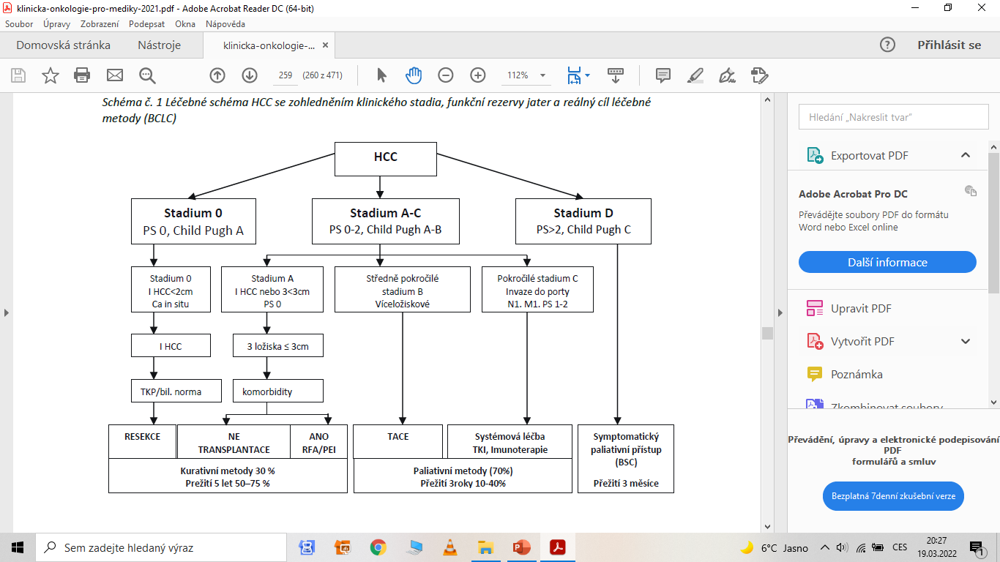 klinicka-onkologie-pro-mediky-2021.pdf - Adobe Acrobat Reader DC (64-bit)
Soubor Úpravy Zobrazení Podepsat Okna Nápověda
Domovská stránka Nástroje klinicka-onkologie-... × Přihlásit se
259 (260 z 471) 112%
Schéma č. 1 Léčebné schéma HCC se zohledněním klinického stadia, funkční rezervy jater a reálný cíl léčebné
metody (BCLC)
HCC
Stadium 0
PS 0, Child Pugh A
Stadium A-C
PS 0-2, Child Pugh A-B
Stadium D
PS>2, Child Pugh C
Stadium 0
I HCC<2cm
Ca in situ
Stadium A
I HCC nebo 3<3cm
PS 0
Středně pokročilé
stadium B
Víceložiskové
Pokročilé stadium C
Invaze do porty
N1. M1. PS 1-2
I HCC
3 ložiska ≤ 3cm
TKP/bil. norma
komorbidity
RESEKCE
NE
TRANSPLANTACE
ANO
RFA/PEI
TACE
Systémová léčba
TKI, Imunoterapie
Symptomatický
paliativní přístup
(BSC)
Přežití 3 měsíce
Kurativní metody 30 %
Prežití 5 let 50–75 %
Paliativní metody (70%)
Přežití 3roky 10-40%
Hledání „Nakreslit tvar“
Exportovat PDF
Adobe Acrobat Pro DC
Převádějte soubory PDF do formátu
Word nebo Excel online
Další informace
Upravit PDF
Vytvořit PDF
Poznámka
Zkombinovat soubory
Převádění, úpravy a elektronické podepisování
PDF
formulářů a smluv
Bezplatná 7denní zkušební verze
Sem zadejte hledaný výraz
6°C Jasno
CES
20:27
19.03.2022
1